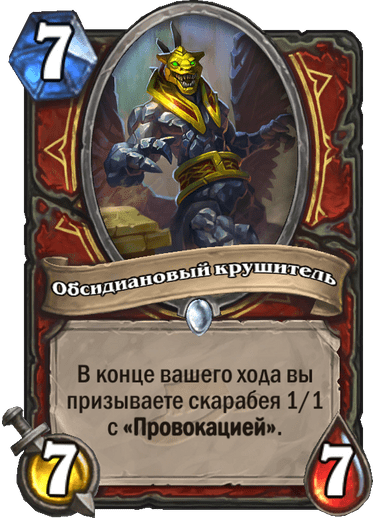 7
Обсидиановый крушитель
В конце вашего хода вы
призываете скарабея 1/1
с «Провокацией».
7
7